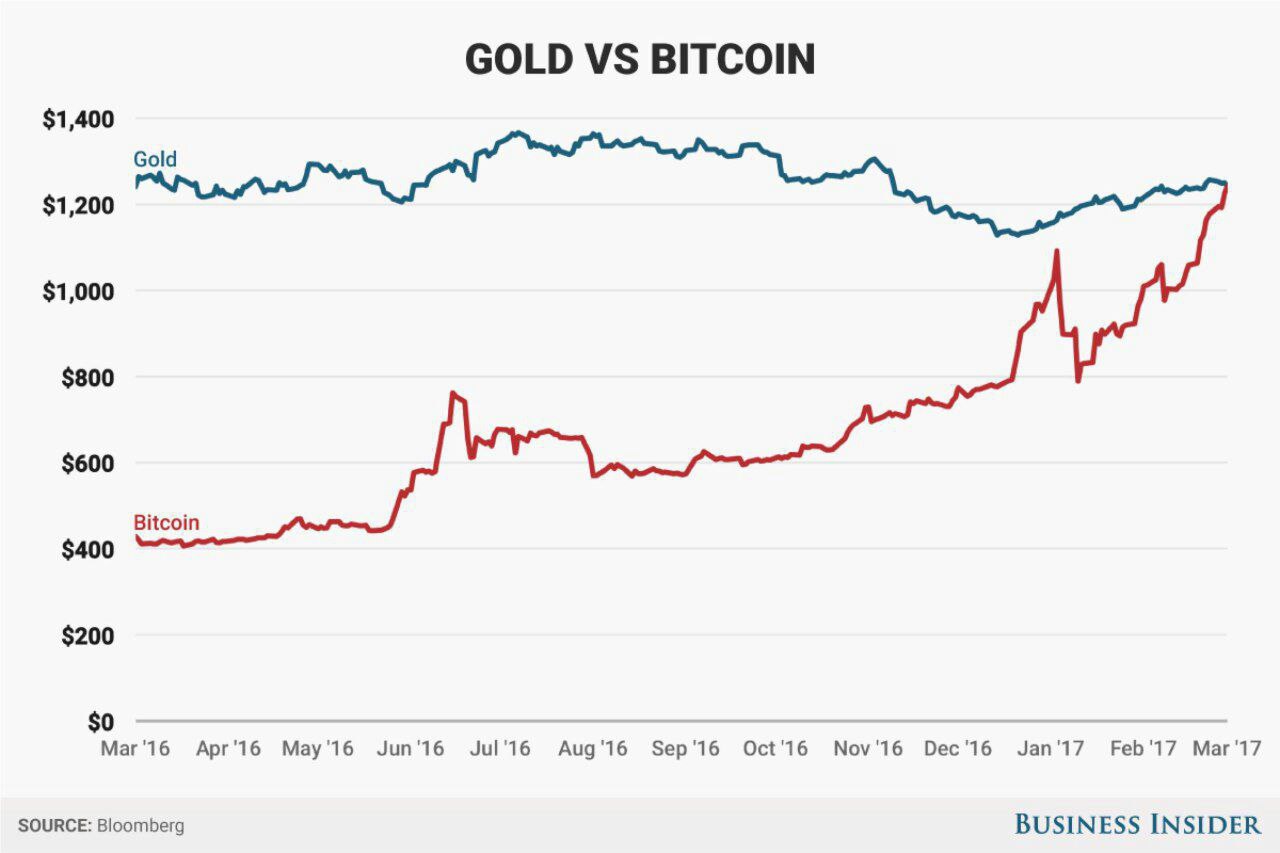 GOLD VS BITCOIN
$1,400
Gold
$1,200
$1,000
$800
$600
Bitcoin
$400
$200
$0
Mar '16 Apr '16 May '16 Jun '16 Jul '16 Aug '16 Sep '16 Oct '16 Nov '16 Dec '16 Jan '17 Feb '17 Mar '17
SOURCE: Bloomberg
BUSINESS INSIDER